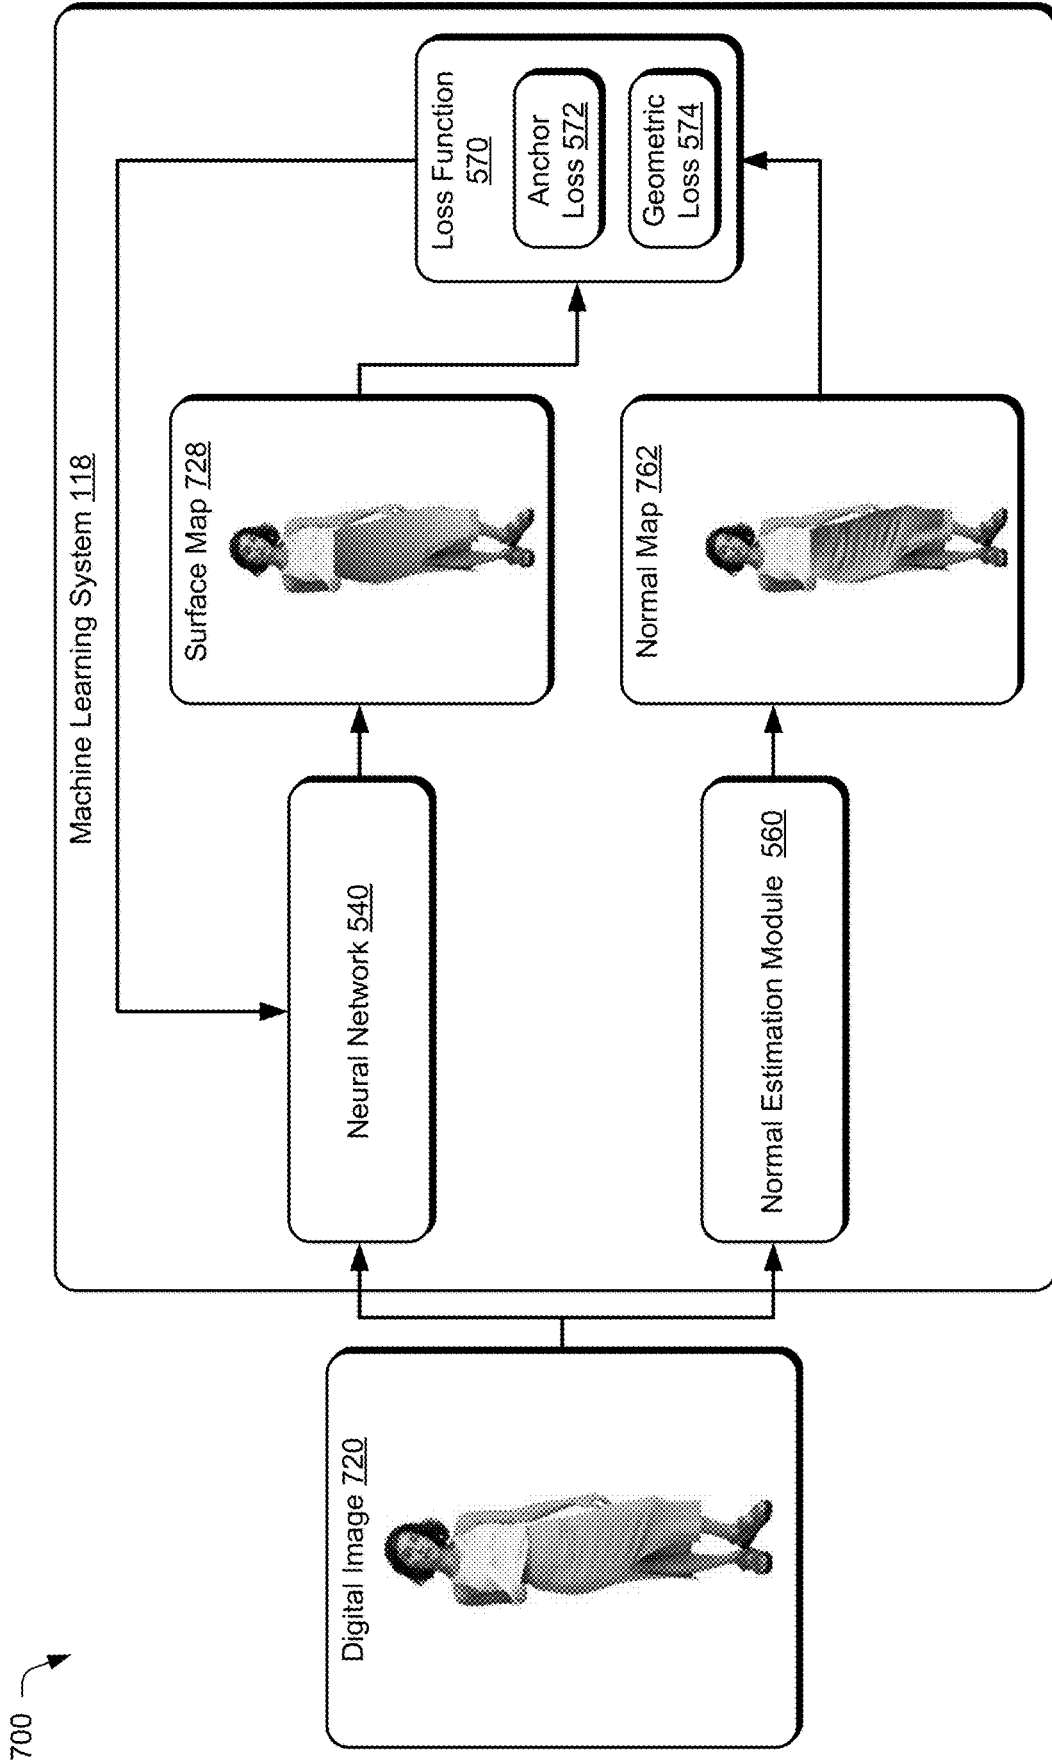 700
Machine Learning System 118
Digital Image 720
Neural Network 540
Surface Map 728
Loss Function
570
Anchor
Loss 572
Geometric
Loss 574
Normal Estimation Module 560
Normal Map 762